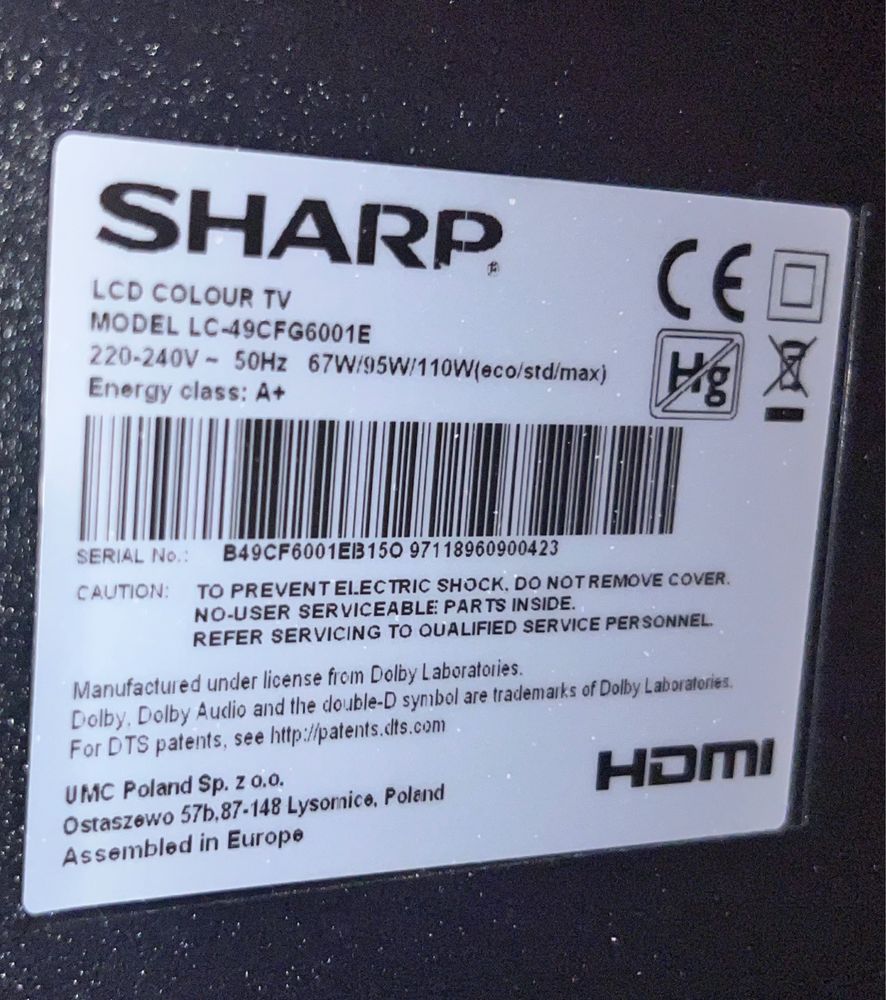 SHARP
®
LCD COLOUR TV
MODEL LC-49CFG6001E
220-240V ~ 50Hz 67W/95W/110W(eco/std/max)
Energy class: A+
CE
Hg
SERIAL No.: B49CF6001EB15O 97118960900423
CAUTION: TO PREVENT ELECTRIC SHOCK, DO NOT REMOVE COVER.
NO-USER SERVICEABLE PARTS INSIDE.
REFER SERVICING TO QUALIFIED SERVICE PERSONNEL.
Manufactured under license from Dolby Laboratories.
Dolby, Dolby Audio and the double-D symbol are trademarks of Dolby Laboratories.
For DTS patents, see http://patents.dts.com
HDMI
UMC Poland Sp. z o.o.
Ostaszewo 57b,87-148 Lysomice, Poland
Assembled in Europe